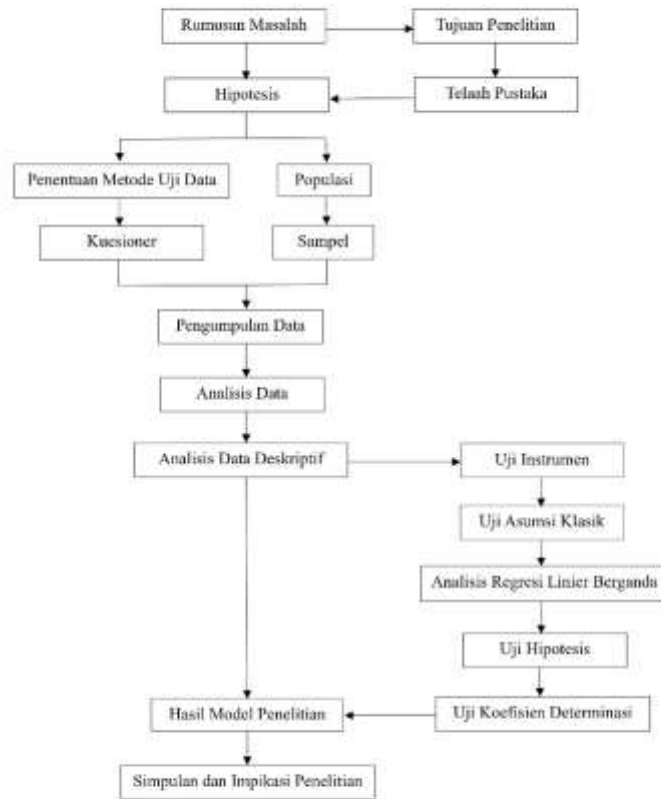 Rumusan Masalah
Tujuan Penelitian
Hipotesis
Telaah Pustaka
Penentuan Metode Uji Data
Populasi
Kuesioner
Sampel
Pengumpulan Data
Analisis Data
Analisis Data Deskriptif
Uji Instrumen
Uji Asumsi Klasik
Analisis Regresi Linier Berganda
Uji Hipotesis
Hasil Model Penelitian
Uji Koefisien Determinasi
Simpulan dan Impikasi Penelitian